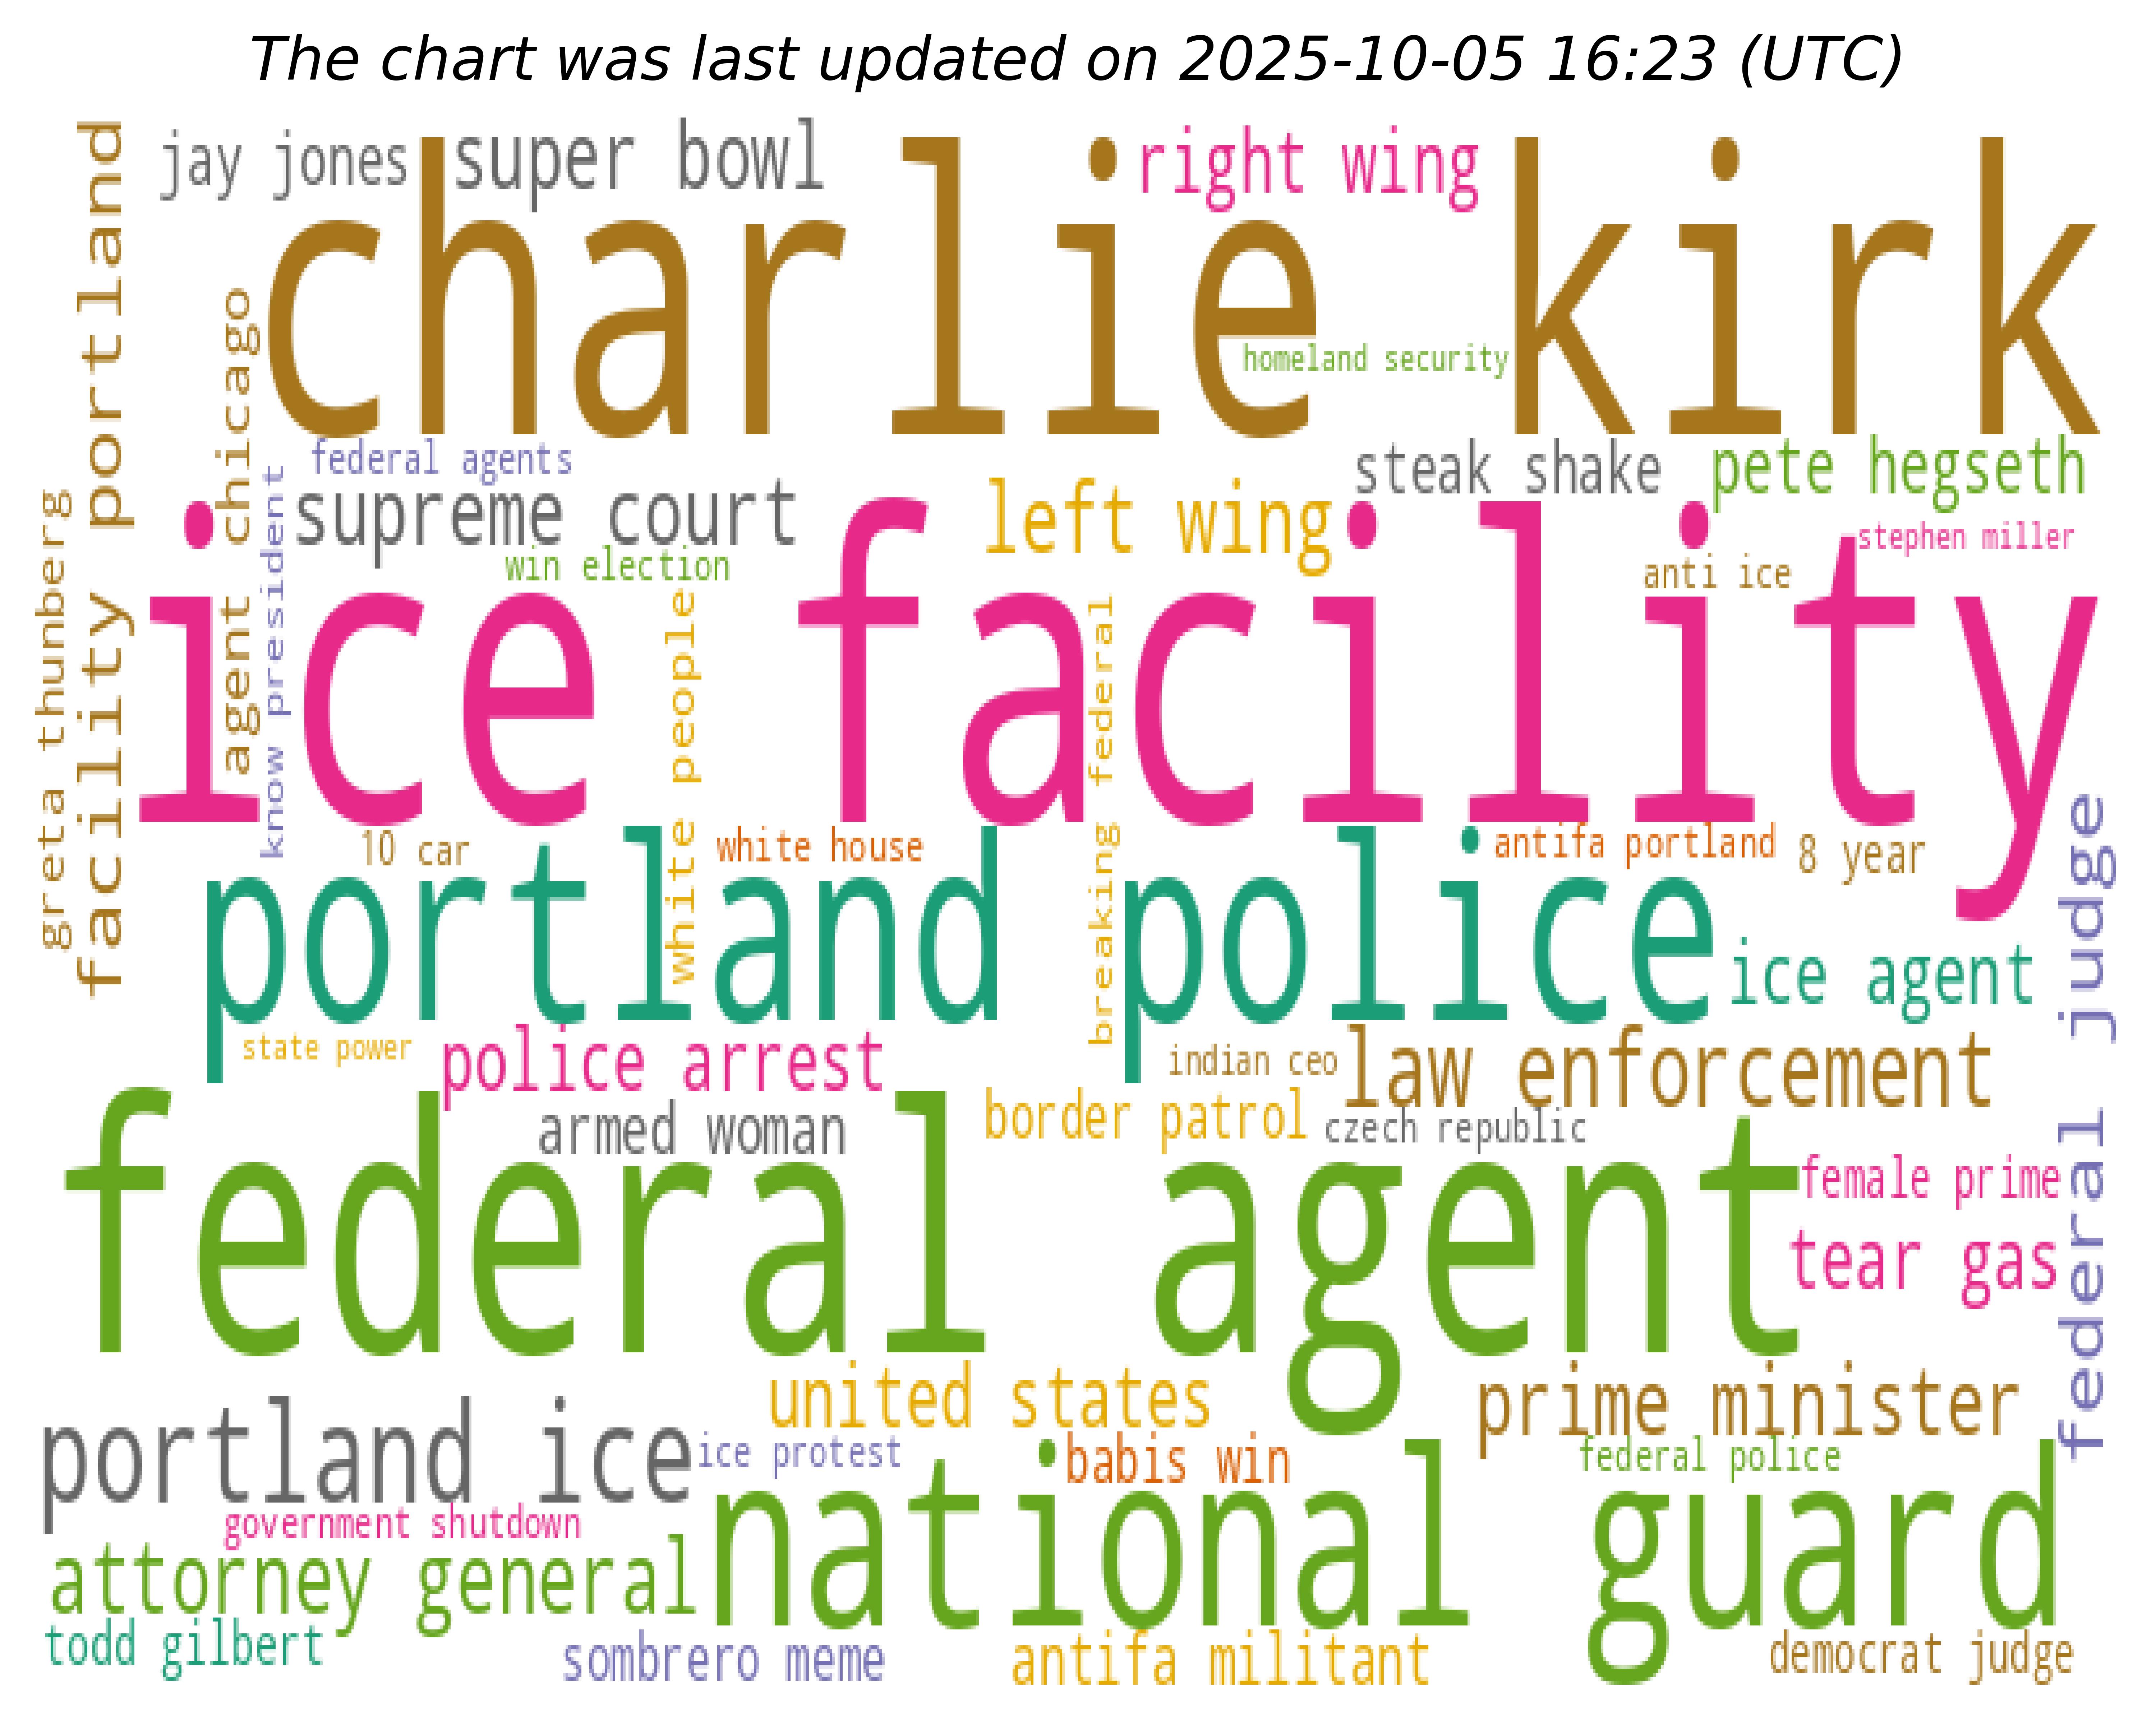 The chart was last updated on 2025-10-05 16:23 (UTC)
jay jones
super bowl
right wing
charlie kirk
facility portland
agent chicago
homeland security
federal agents
steak shake
pete hegseth
supreme court
left wing
stephen miller
win election
anti ice
know president
greta thunberg
ice facility
white people
breaking federal
10 car
white house
antifa portland
8 year
portland police
ice agent
federal judge
state power
police arrest
indian ceo
law enforcement
armed woman
border patrol
czech republic
federal agent
female prime
tear gas
united states
prime minister
portland ice
ice protest
babis win
federal police
government shutdown
national guard
attorney general
todd gilbert
sombrero meme
antifa militant
democrat judge